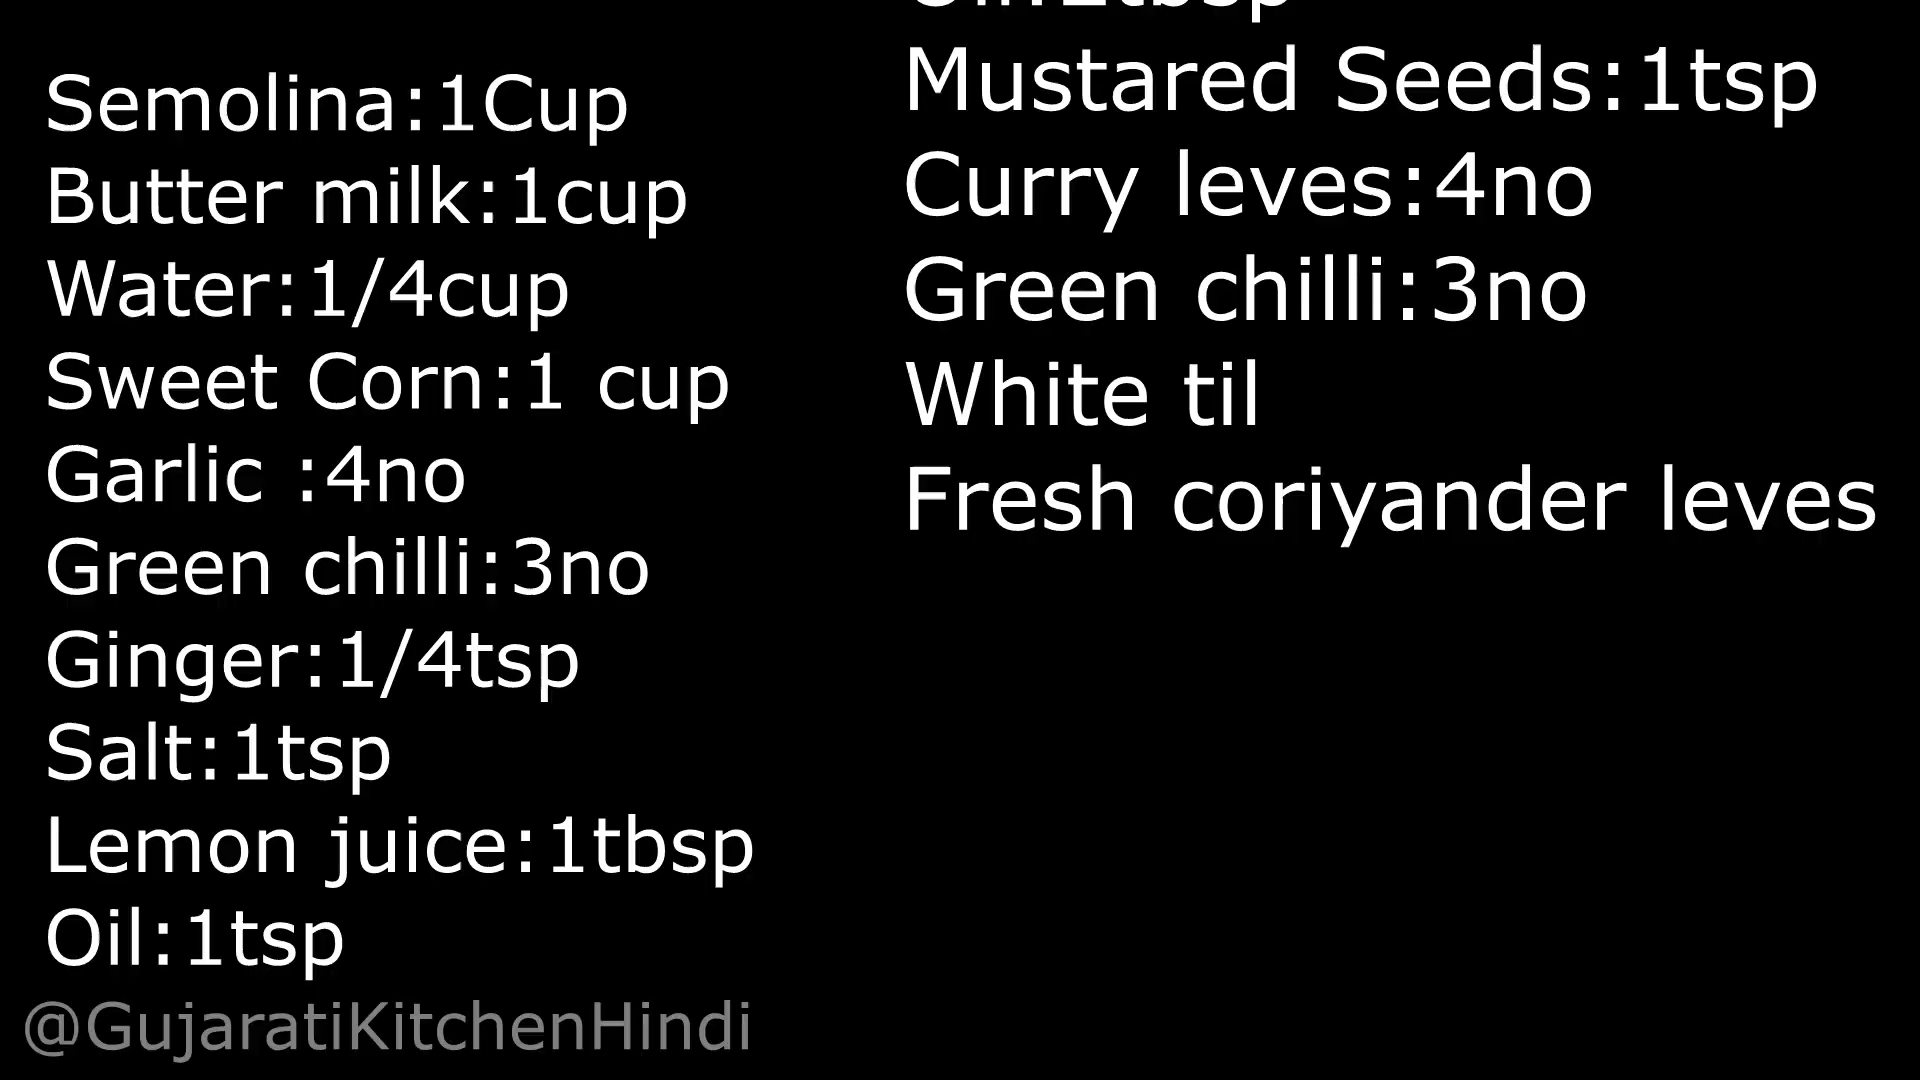 Semolina:1Cup
Butter milk:1cup
Water:1/4cup
Sweet Corn:1 cup
Garlic :4no
Green chilli:3no
Ginger:1/4tsp
Salt:1tsp
Lemon juice:1tbsp
Oil:1tsp
@GujaratiKitchenHindi
Mustared Seeds:1tsp
Curry leves:4no
Green chilli:3no
White til
Fresh coriyander leves